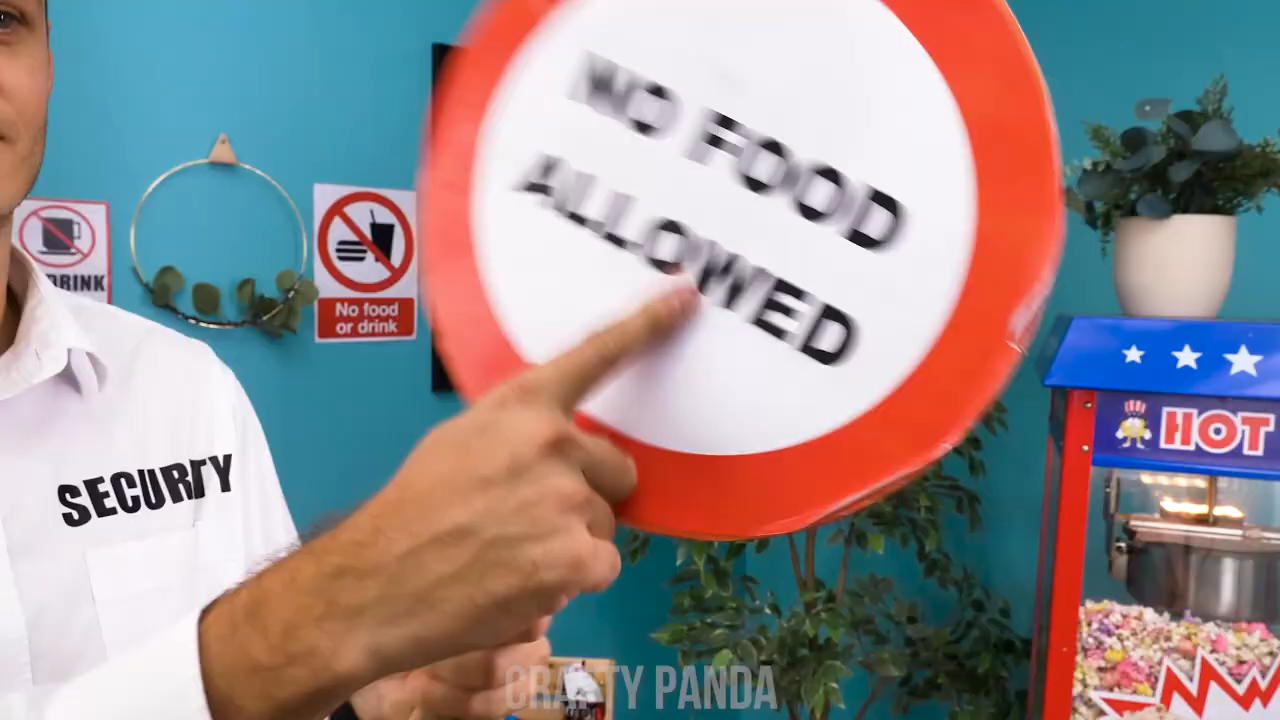 NO FOOD
ALLOWED
DRINK
No food
or drink
SECURITY
HOT
CRAFTY PANDA